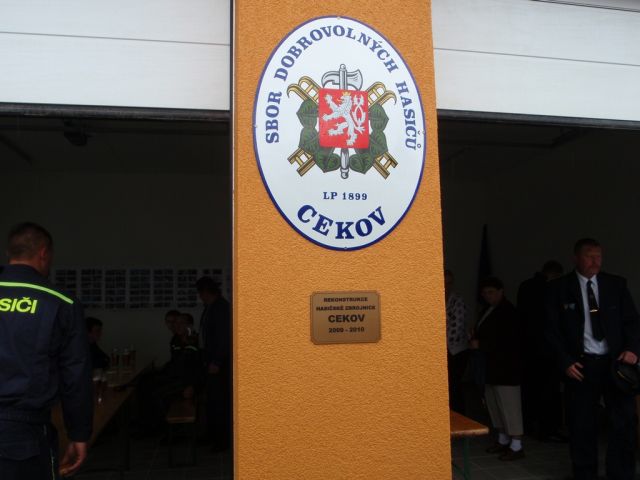 SBOR DOBROVOLNÝCH HASIČŮ
LP 1899
CEKOV
REKONSTRUKCE
HASIČSKÉ ZBROJNICE
CEKOV
2009 - 2010
SIČI